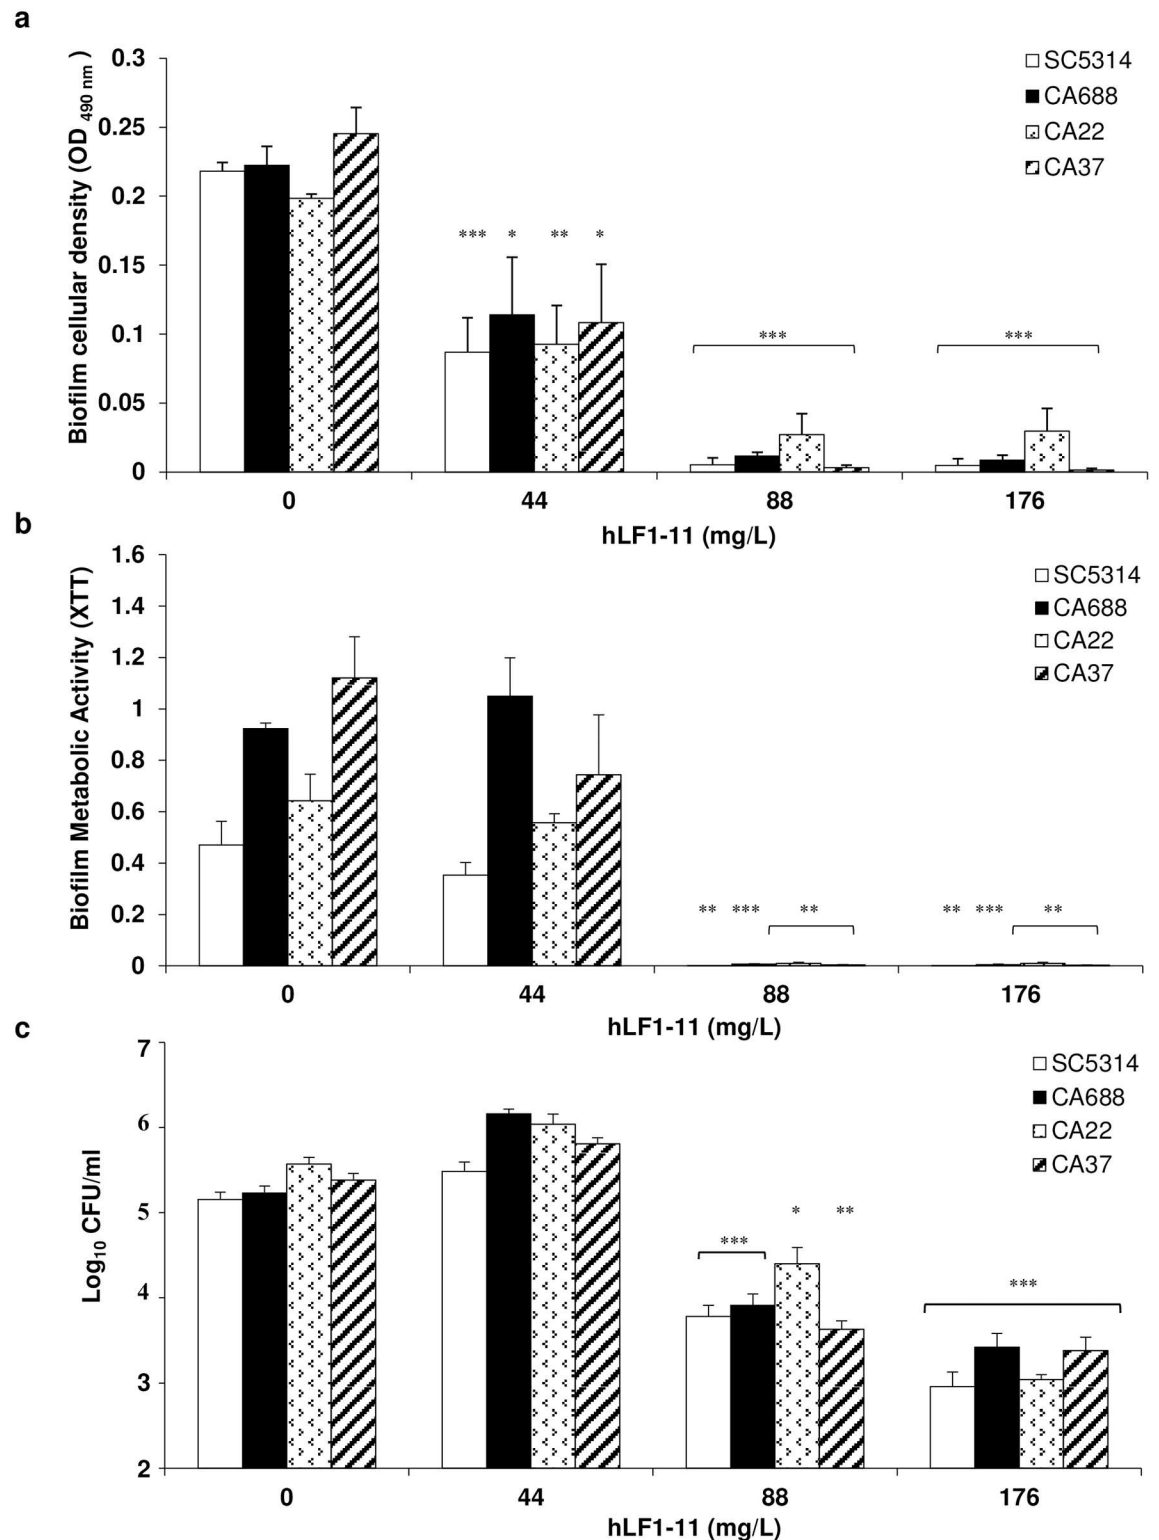 a
Biofilm cellular density (OD490 nm)
0.3
0.25
0.2
0.15
0.1
0.05
0
SC5314
CA688
CA22
CA37
*** * ** *
***
***
0 44 88 176
hLF1-11 (mg/L)
b
Biofilm Metabolic Activity (XTT)
1.6
1.4
1.2
1
0.8
0.6
0.4
0.2
0
SC5314
CA688
CA22
CA37
** *** **
** *** **
0 44 88 176
hLF1-11 (mg/L)
c
Log10 CFU/ml
7
6
5
4
3
2
SC5314
CA688
CA22
CA37
*** * **
***
0 44 88 176
hLF1-11 (mg/L)